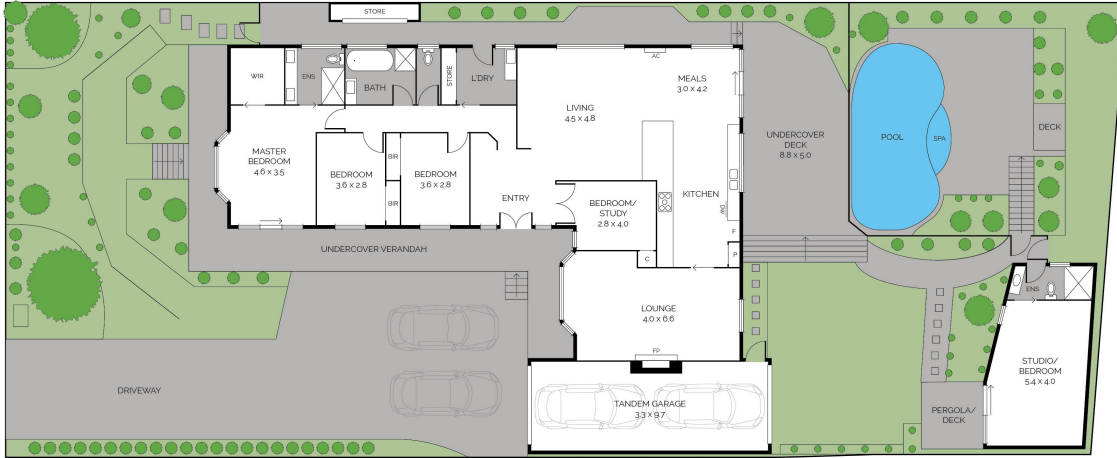 STORE
WIR
ENS
BATH
STORE
L'DRY
AC
MEALS
3.0 x 4.2
LIVING
4.5 x 4.8
MASTER
BEDROOM
4.6 x 3.5
BEDROOM
3.6 x 2.8
BIR
BIR
BEDROOM
3.6 x 2.8
ENTRY
BEDROOM/
STUDY
2.8 x 4.0
KITCHEN
DW
F
P
C
UNDERCOVER
DECK
8.8 x 5.0
POOL
SPA
DECK
UNDERCOVER VERANDAH
LOUNGE
4.0 x 6.6
FP
ENS
STUDIO/
BEDROOM
5.4 x 4.0
DRIVEWAY
TANDEM GARAGE
3.3 x 9.7
PERGOLA/
DECK